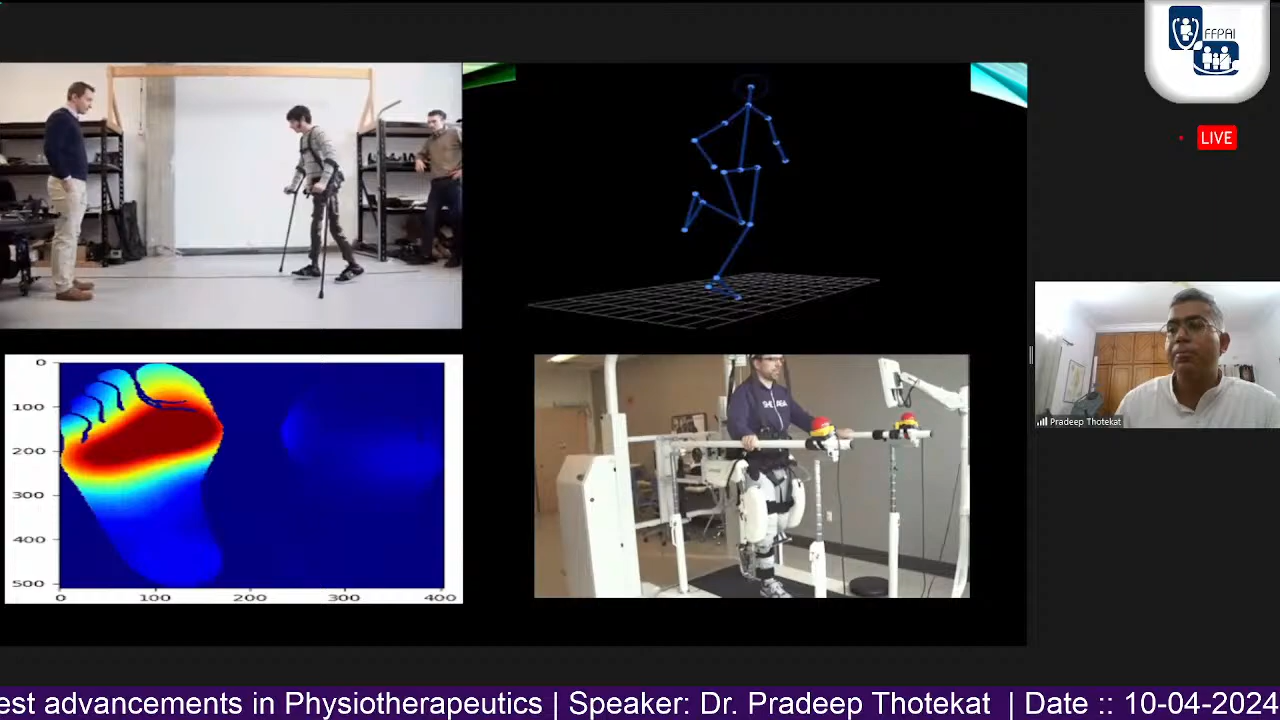 FFPAI
LIVE
0
100
200
300
400
500
0 100 200 300 400
Pradeep Thotekat
est advancements in Physiotherapeutics | Speaker: Dr. Pradeep Thotekat | Date :: 10-04-2024